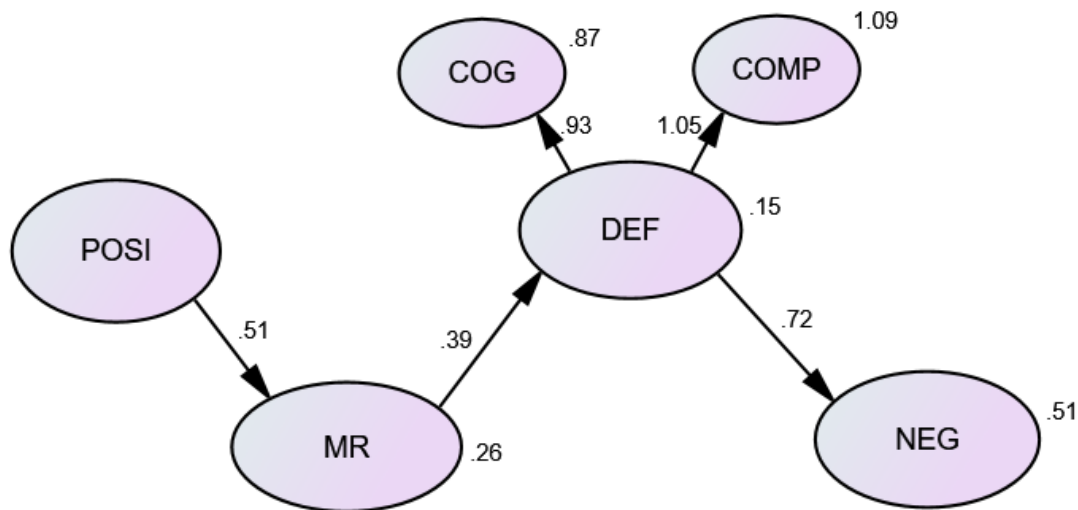 1.09
.87
COG
COMP
.93
1.05
DEF
.15
POSI
.51
.39
.72
MR
.26
NEG
.51